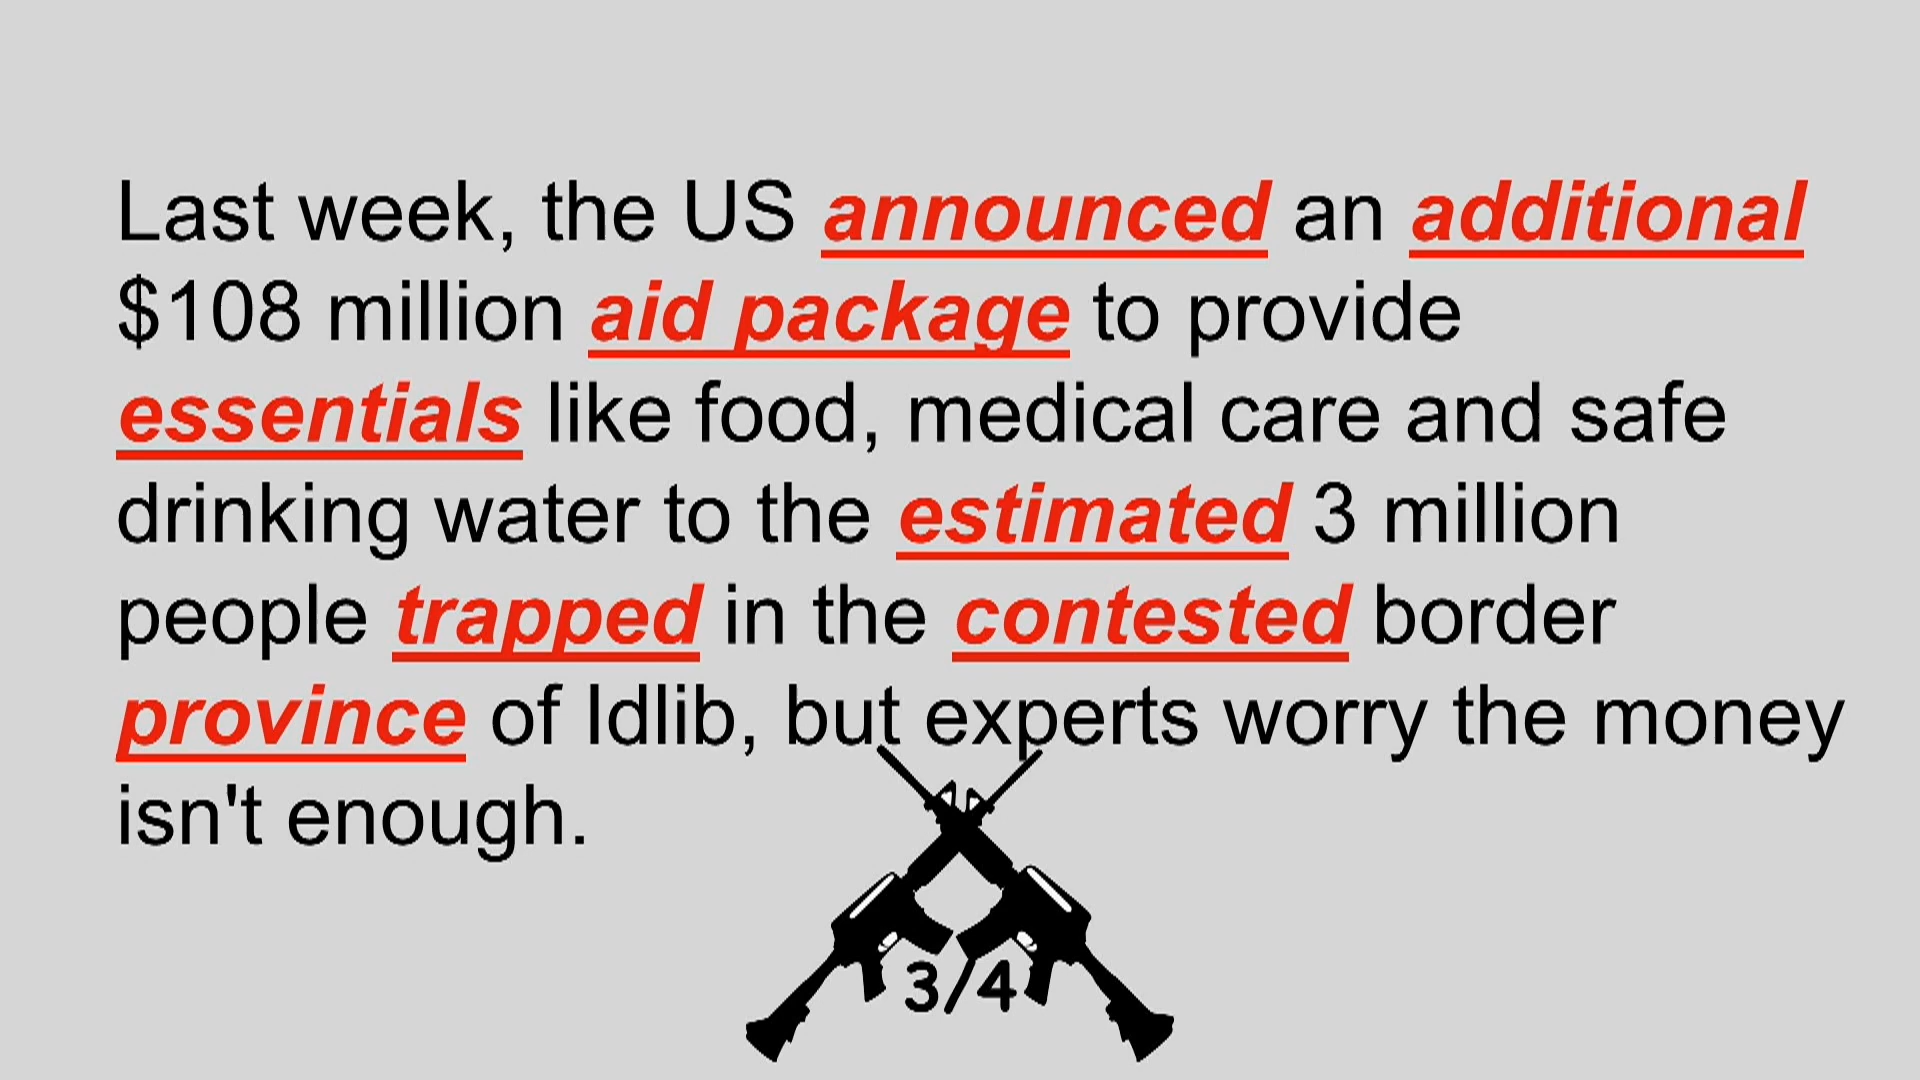 Last week, the US announced an additional
$108 million aid package to provide
essentials like food, medical care and safe
drinking water to the estimated 3 million
people trapped in the contested border
province of Idlib, but experts worry the money
isn't enough.
3/4